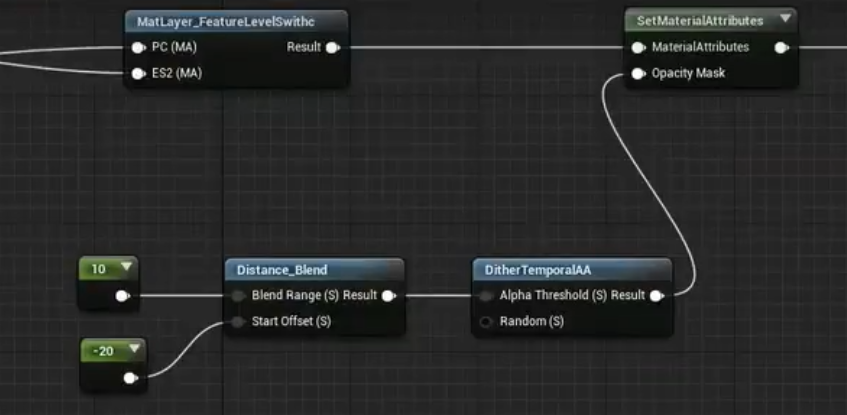 MatLayer_FeatureLevelSwithc
PC (MA) Result
ES2 (MA)
SetMaterialAttributes
MaterialAttributes
Opacity Mask
10
Distance_Blend
Blend Range (S) Result
Start Offset (S)
DitherTemporalAA
Alpha Threshold (S) Result
Random (S)
-20